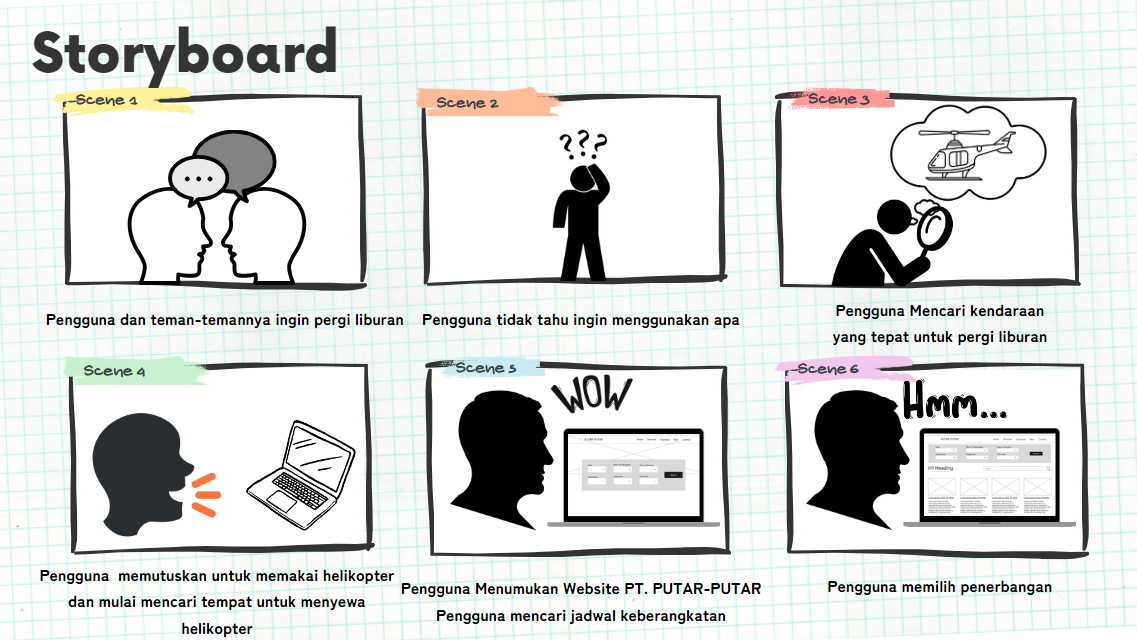 Storyboard
Scene 1
Scene 2
Scene 3
???
Pengguna dan teman-temannya ingin pergi liburan
Pengguna tidak tahu ingin menggunakan apa
Pengguna Mencari kendaraan
yang tepat untuk pergi liburan
Scene 4
Scene 5
Scene 6
WOW
Hmm...
H1 Heading
Pengguna memutuskan untuk memakai helikopter
dan mulai mencari tempat untuk menyewa
helikopter
Pengguna Menumukan Website PT. PUTAR-PUTAR
Pengguna mencari jadwal keberangkatan
Pengguna memilih penerbangan